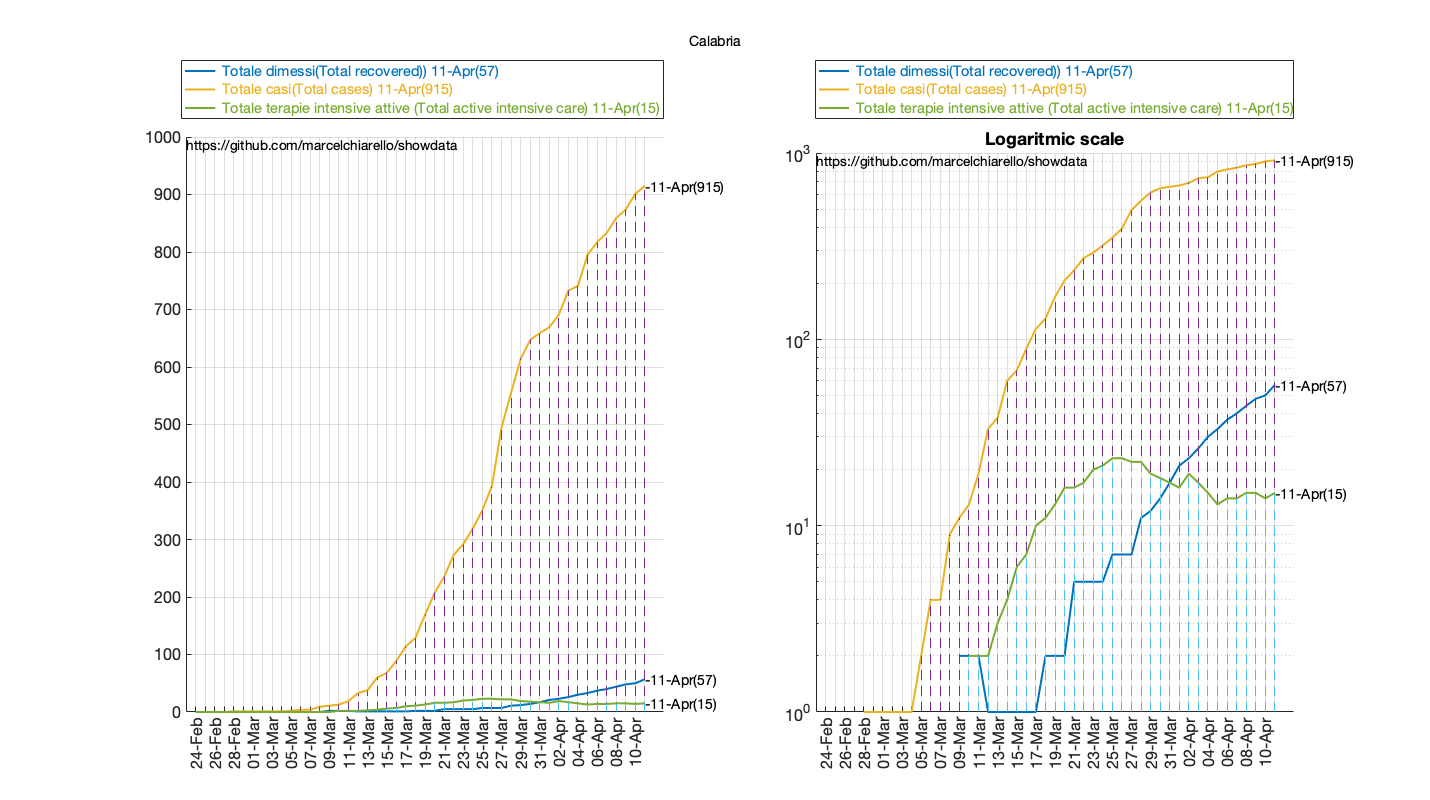 Calabria
Totale dimessi(Total recovered)) 11-Apr(57)
Totale casi(Total cases) 11-Apr(915)
Totale terapie intensive attive (Total active intensive care) 11-Apr(15)
https://github.com/marcelchiarello/showdata
1000
900
800
700
600
500
400
300
200
100
0
-11-Apr(915)
-11-Apr(57)
-11-Apr(15)
24-Feb
26-Feb
28-Feb
01-Mar
03-Mar
05-Mar
07-Mar
09-Mar
11-Mar
13-Mar
15-Mar
17-Mar
19-Mar
21-Mar
23-Mar
25-Mar
27-Mar
29-Mar
31-Mar
02-Apr
04-Apr
06-Apr
08-Apr
10-Apr
Totale dimessi(Total recovered)) 11-Apr(57)
Totale casi(Total cases) 11-Apr(915)
Totale terapie intensive attive (Total active intensive care) 11-Apr(15)
Logaritmic scale
https://github.com/marcelchiarello/showdata
10^3
10^2
10^1
10^0
-11-Apr(915)
-11-Apr(57)
-11-Apr(15)
24-Feb
26-Feb
28-Feb
01-Mar
03-Mar
05-Mar
07-Mar
09-Mar
11-Mar
13-Mar
15-Mar
17-Mar
19-Mar
21-Mar
23-Mar
25-Mar
27-Mar
29-Mar
31-Mar
02-Apr
04-Apr
06-Apr
08-Apr
10-Apr